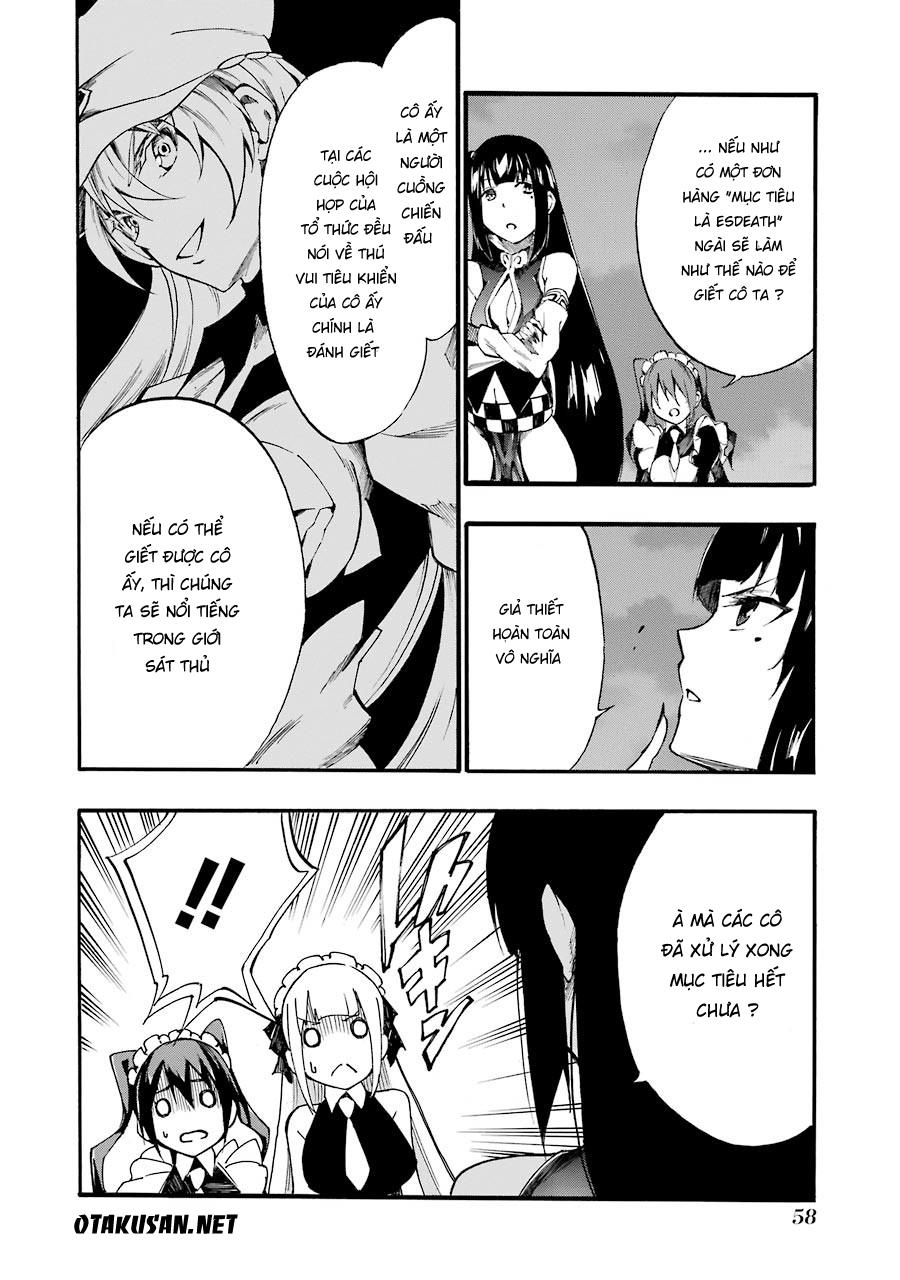 ... NẾU NHƯ
CÓ MỘT ĐƠN
HÀNG "MỤC TIÊU
LÀ ESDEATH"
NGÀI SẼ LÀM
NHƯ THẾ NÀO ĐỂ
GIẾT CÔ TA ?
GIẢ THIẾT
HOÀN TOÀN
VÔ NGHĨA
CÔ ẤY
LÀ MỘT
NGƯỜI
CUỒNG
CHIẾN
ĐẤU
TẠI CÁC
CUỘC HỘI
HỌP CỦA
TỔ THỨC ĐỀU
NÓI VỀ THÚ
VUI TIÊU KHIỂN
CỦA CÔ ẤY
CHÍNH LÀ
ĐÁNH GIẾT
NẾU CÓ THỂ
GIẾT ĐƯỢC CÔ
ẤY, THÌ CHÚNG
TA SẼ NỔI TIẾNG
TRONG GIỚI
SÁT THỦ
À MÀ CÁC CÔ
ĐÃ XỬ LÝ XONG
MỤC TIÊU HẾT
CHƯA ?
ドキン
!!
OTAKUSAN.NET
58